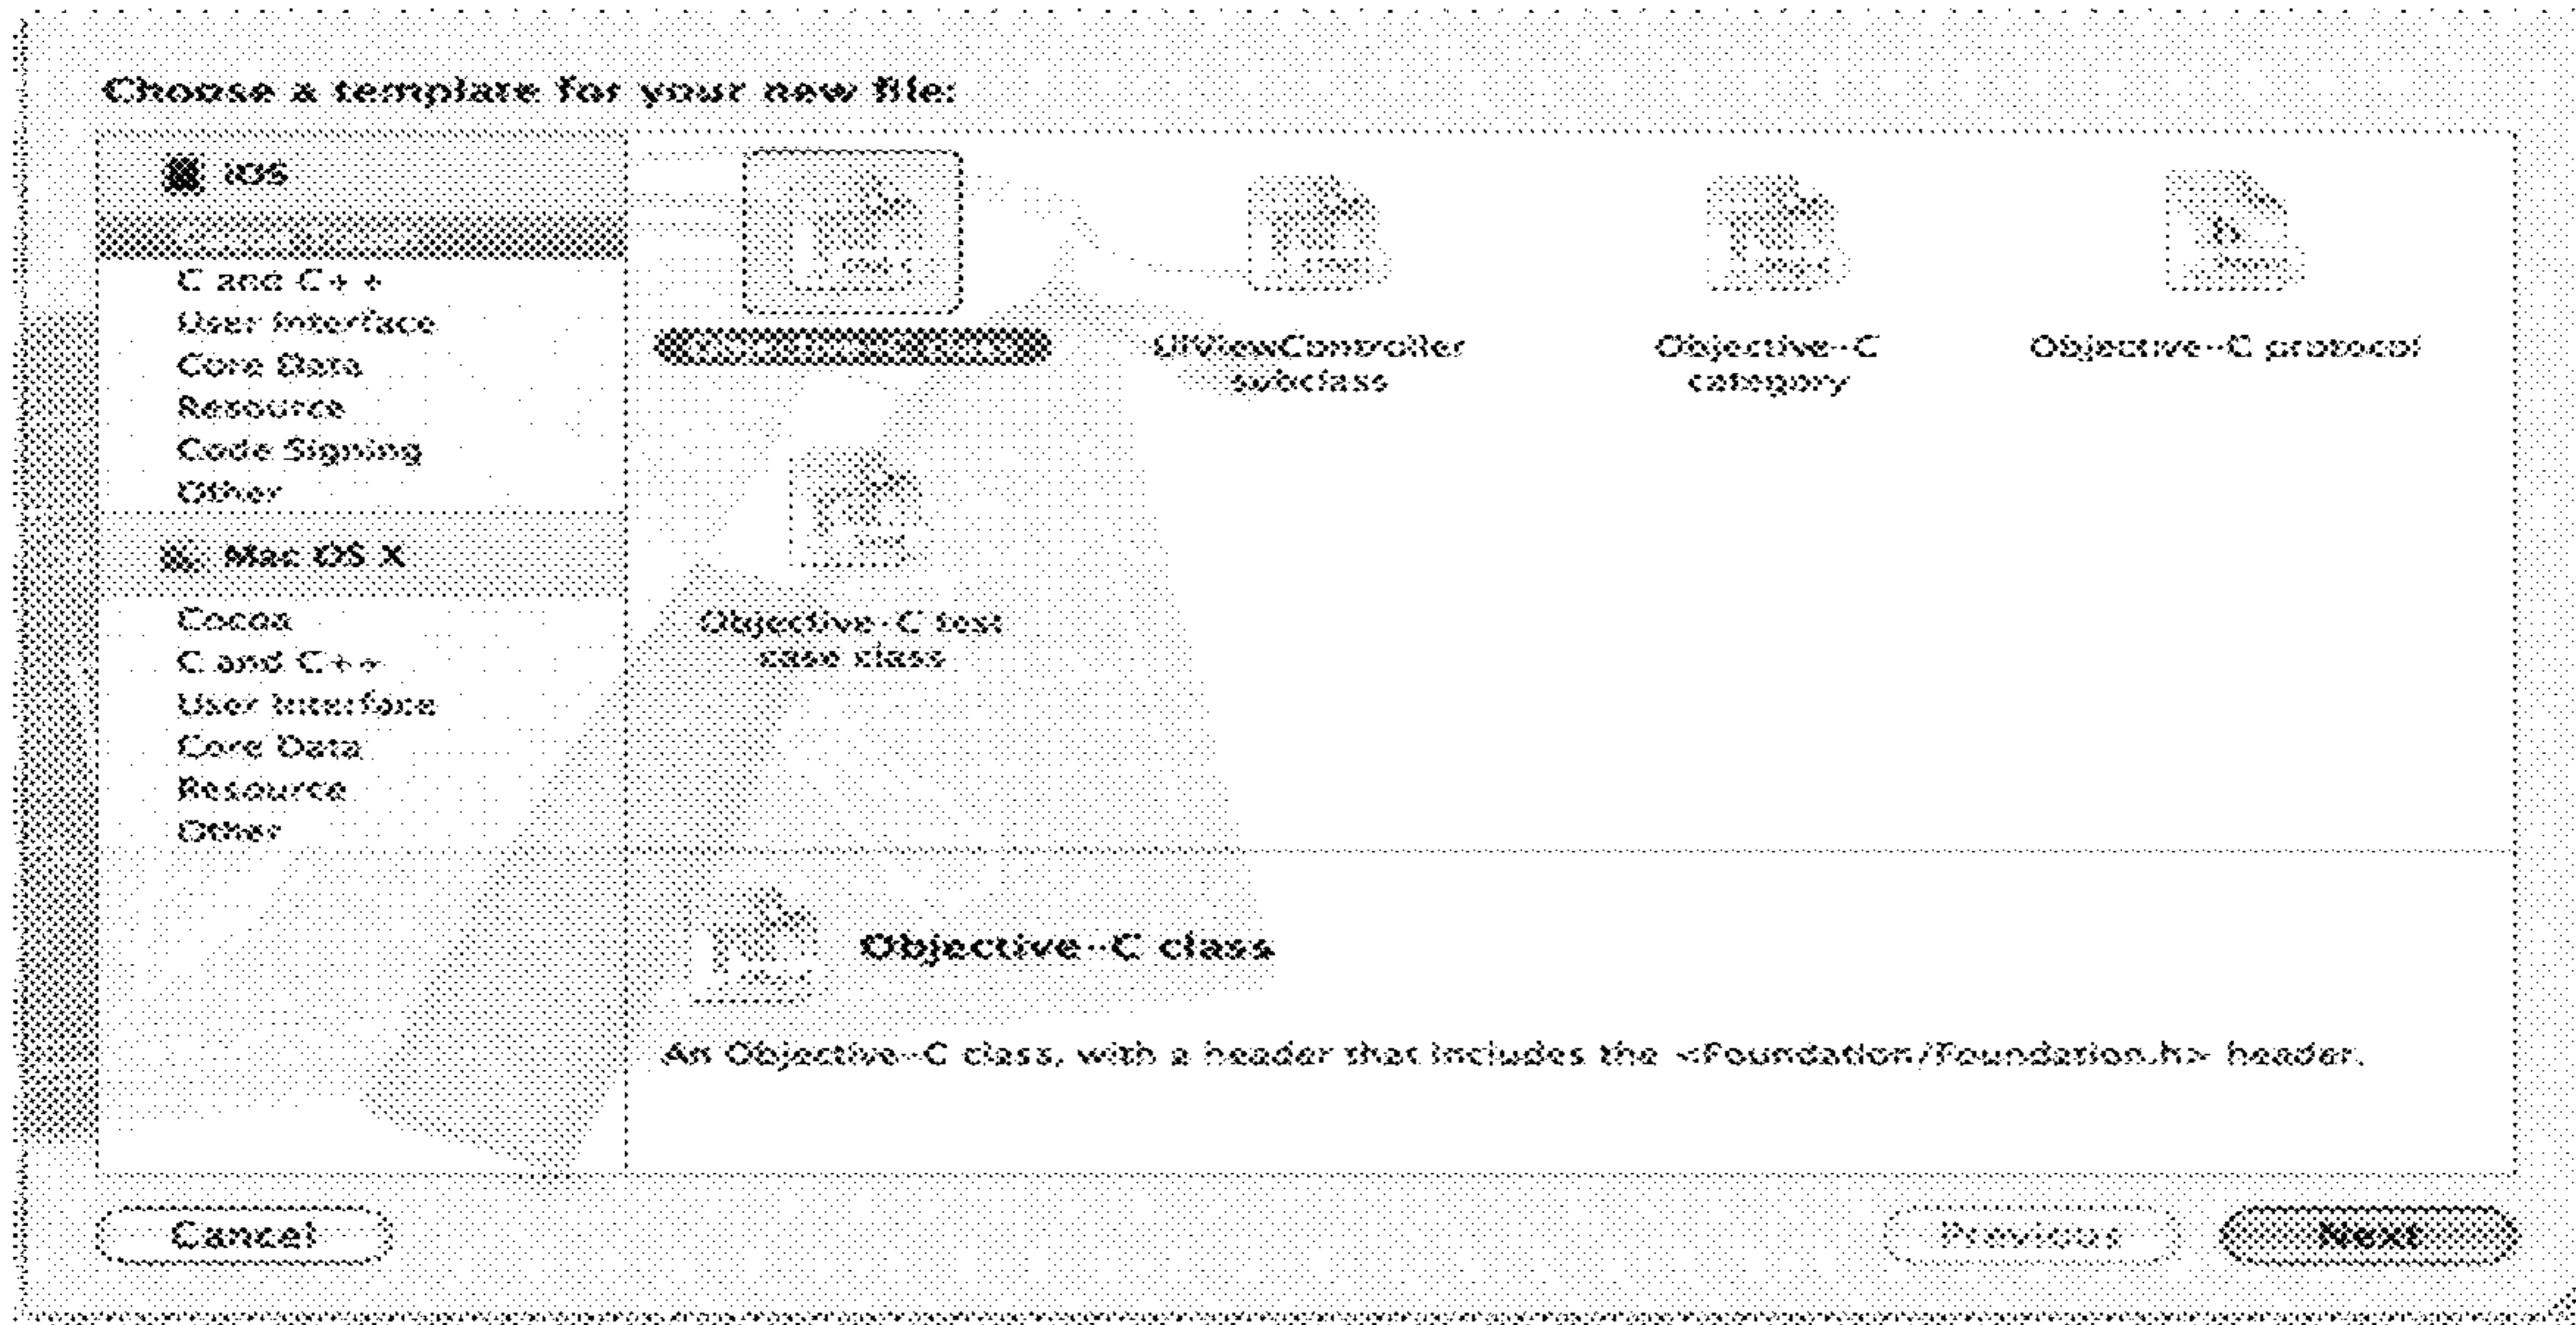 Choose a template for your new file:
iOS
C and C++
User Interface
Core Data
Resource
Code Signing
Other
Mac OS X
Cocoa
C and C++
User Interface
Core Data
Resource
Other
UIViewController
subclass
Objective-C
category
Objective-C protocol
Objective-C test
case class
Objective-C class
An Objective-C class, with a header that includes the <Foundation/Foundation.h> header.
Cancel
Previous
Next